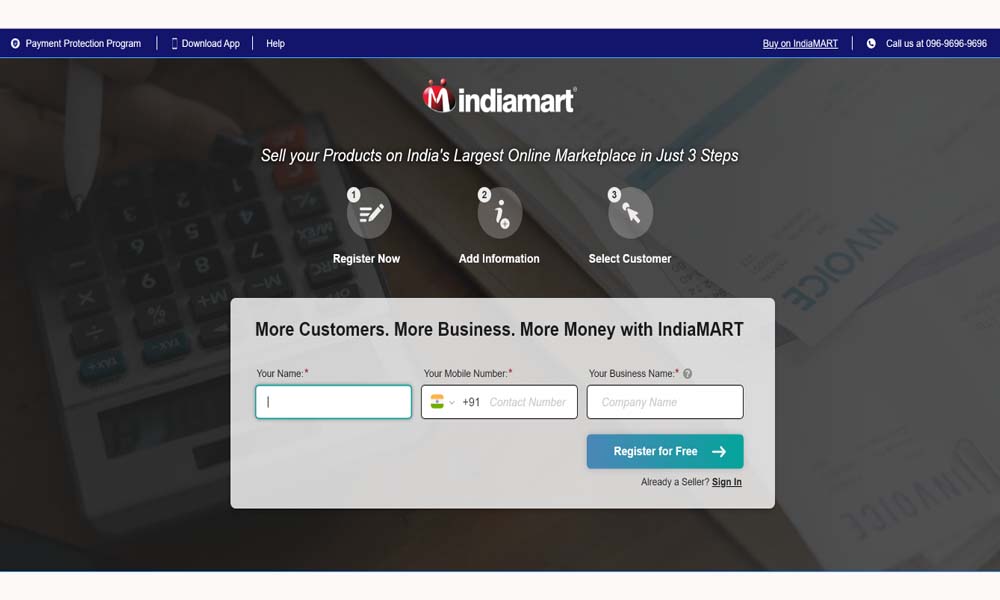 Payment Protection Program
Download App
Help
Buy on IndiaMART
Call us at 096-9696-9696
indiamart®
Sell your Products on India's Largest Online Marketplace in Just 3 Steps
1
2
3
Register Now
Add Information
Select Customer
INVOICE
More Customers. More Business. More Money with IndiaMART
Your Name:*
Your Mobile Number:*
Your Business Name:* ?
+91
Contact Number
Company Name
Register for Free
Already a Seller? Sign In
INVOICE